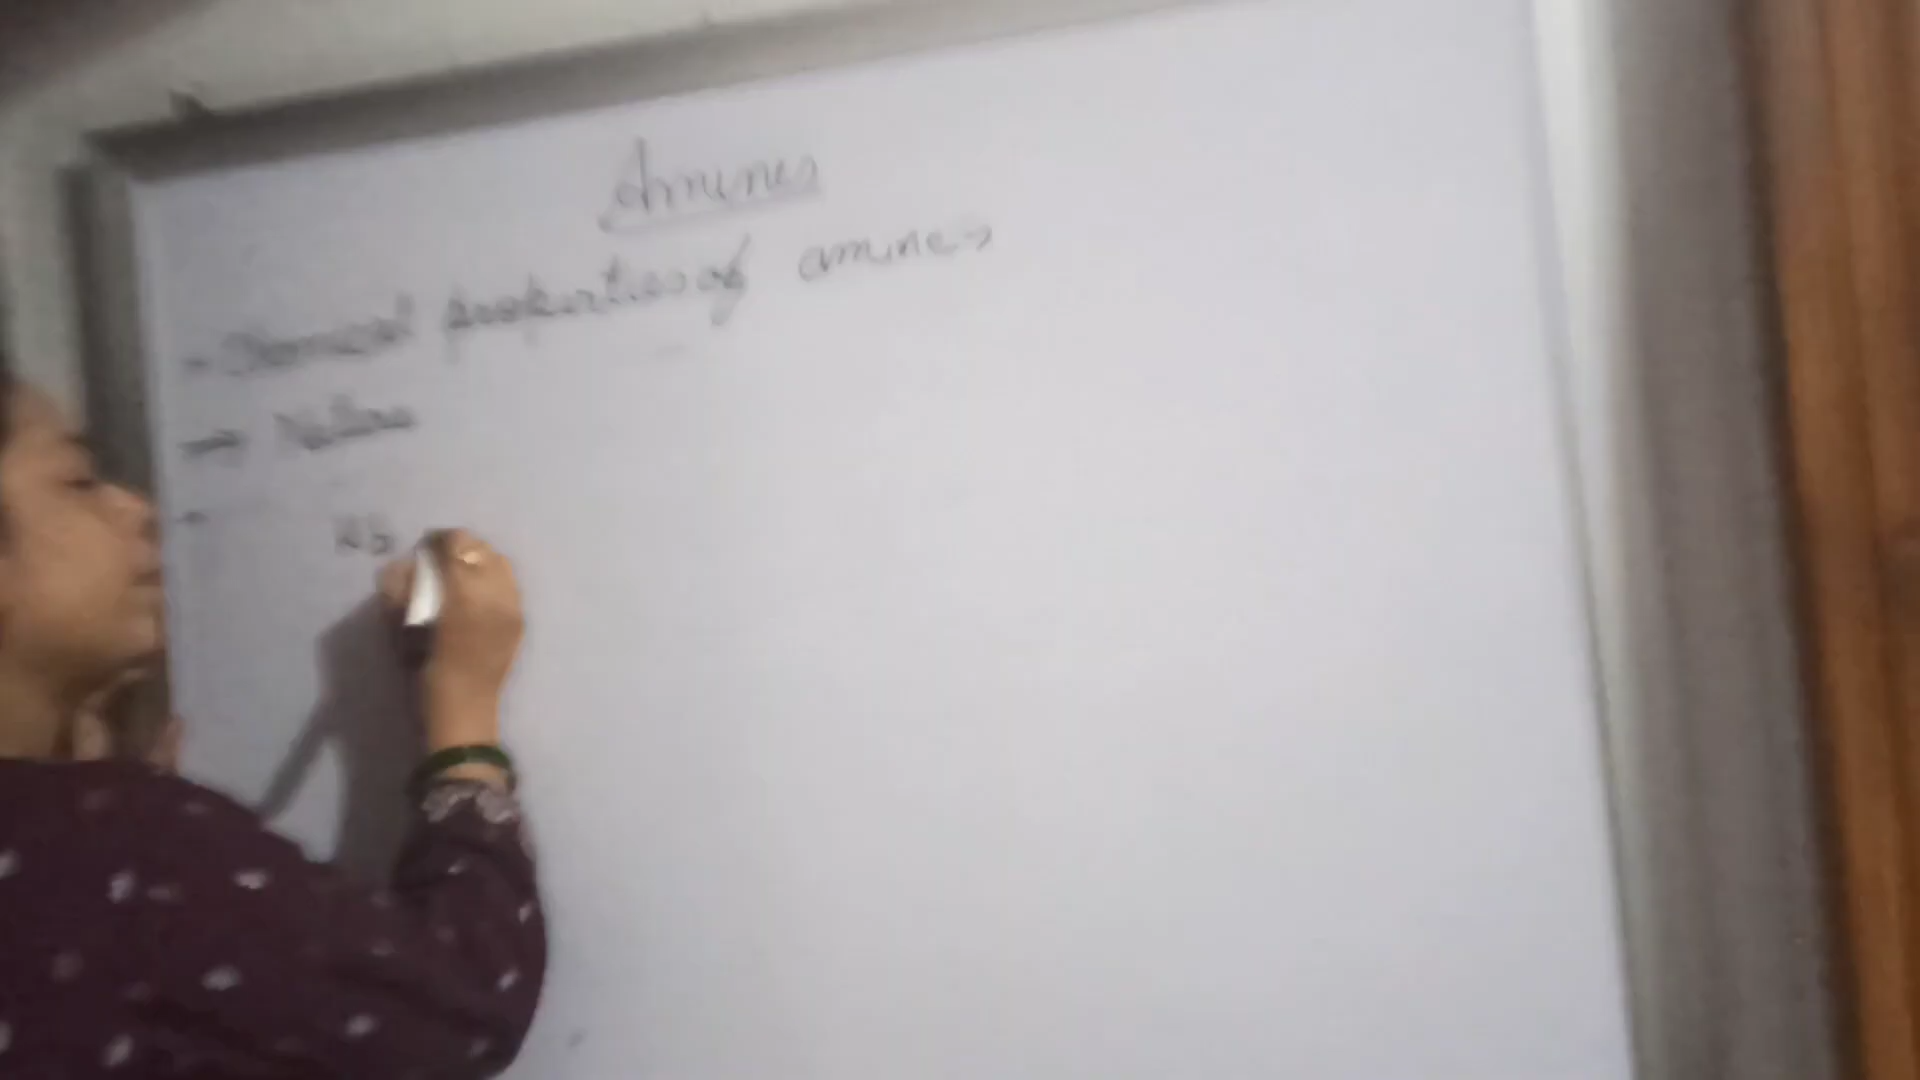 Amines
- Chemical properties of amines
→ Nature
Kb